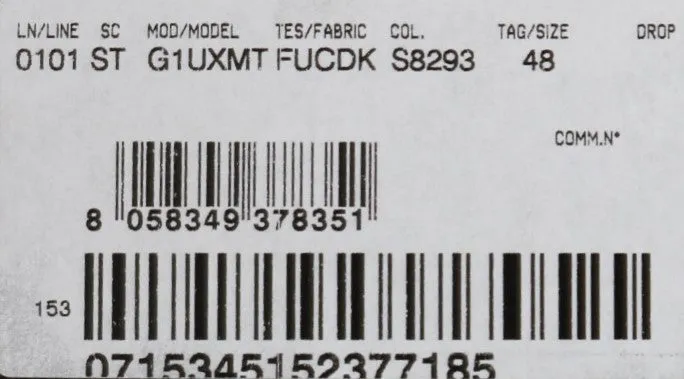 LN/LINE SC MOD/MODEL TES/FABRIC COL. TAG/SIZE DROP
0101 ST G1UXMT FUCDK S8293 48
COMM.N°
8 058349 378351
153
0715345152377185